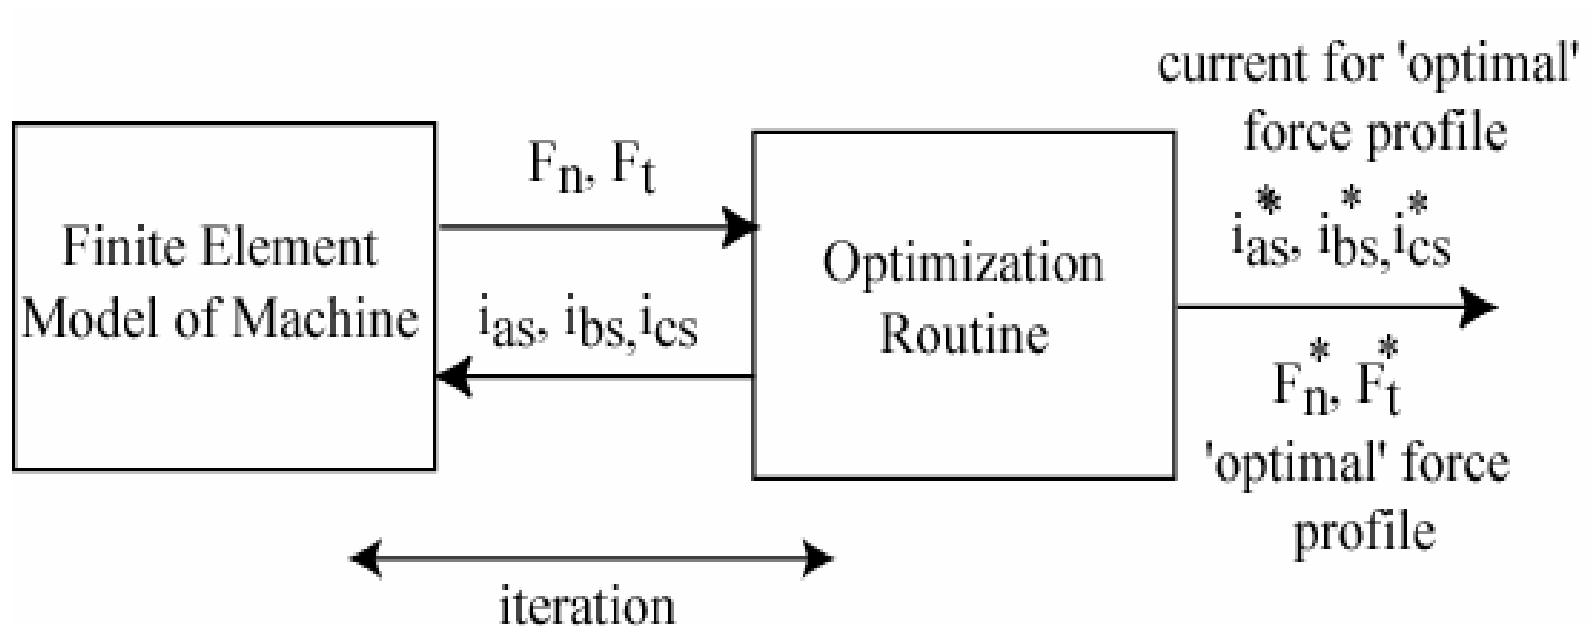 Finite Element
Model of Machine
Fn, Ft
ias, ibs,ics
iteration
Optimization
Routine
current for 'optimal'
force profile
i*as, i*bs,i*cs
F*n, F*t
'optimal' force
profile